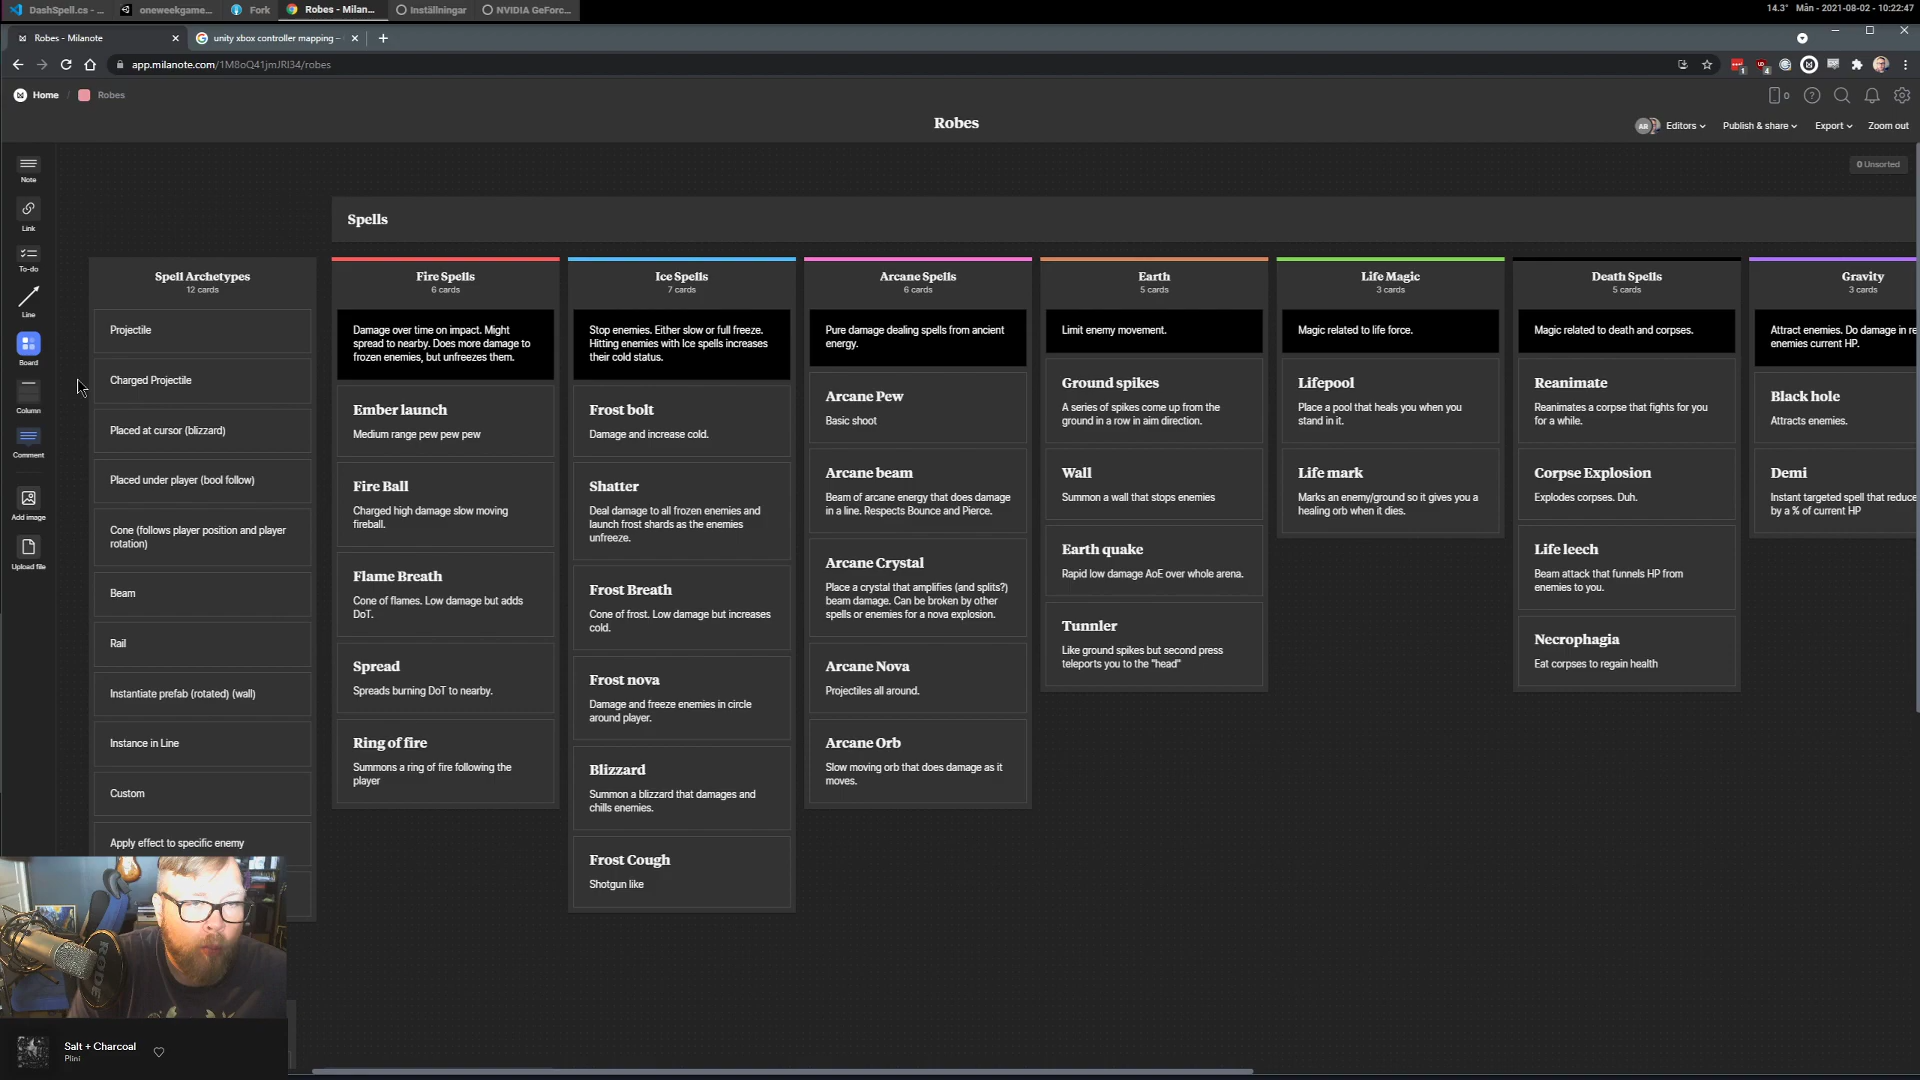 DashSpell.cs - ...
oneweekgame...
Fork
Robes - Milan...
Inställningar
NVIDIA GeForc...
14.3° Mån - 2021-08-02 - 10:22:47
Robes - Milanote
unity xbox controller mapping -
app.milanote.com/1M8oQ41jmJRI34/robes
Home / Robes
0
Robes
AR
Editors
Publish & share
Export
Zoom out
0 Unsorted
Note
Link
To-do
Line
Board
Column
Comment
Add image
Upload file
Spells
Spell Archetypes
12 cards
Projectile
Charged Projectile
Placed at cursor (blizzard)
Placed under player (bool follow)
Cone (follows player position and player
rotation)
Beam
Rail
Instantiate prefab (rotated) (wall)
Instance in Line
Custom
Apply effect to specific enemy
Fire Spells
6 cards
Damage over time on impact. Might
spread to nearby. Does more damage to
frozen enemies, but unfreezes them.
Ember launch
Medium range pew pew pew
Fire Ball
Charged high damage slow moving
fireball.
Flame Breath
Cone of flames. Low damage but adds
DoT.
Spread
Spreads burning DoT to nearby.
Ring of fire
Summons a ring of fire following the
player
Ice Spells
7 cards
Stop enemies. Either slow or full freeze.
Hitting enemies with Ice spells increases
their cold status.
Frost bolt
Damage and increase cold.
Shatter
Deal damage to all frozen enemies and
launch frost shards as the enemies
unfreeze.
Frost Breath
Cone of frost. Low damage but increases
cold.
Frost nova
Damage and freeze enemies in circle
around player.
Blizzard
Summon a blizzard that damages and
chills enemies.
Frost Cough
Shotgun like
Arcane Spells
6 cards
Pure damage dealing spells from ancient
energy.
Arcane Pew
Basic shoot
Arcane beam
Beam of arcane energy that does damage
in a line. Respects Bounce and Pierce.
Arcane Crystal
Place a crystal that amplifies (and splits?)
beam damage. Can be broken by other
spells or enemies for a nova explosion.
Arcane Nova
Projectiles all around.
Arcane Orb
Slow moving orb that does damage as it
moves.
Earth
5 cards
Limit enemy movement.
Ground spikes
A series of spikes come up from the
ground in a row in aim direction.
Wall
Summon a wall that stops enemies
Earth quake
Rapid low damage AoE over whole arena.
Tunnler
Like ground spikes but second press
teleports you to the "head"
Life Magic
3 cards
Magic related to life force.
Lifepool
Place a pool that heals you when you
stand in it.
Life mark
Marks an enemy/ground so it gives you a
healing orb when it dies.
Death Spells
5 cards
Magic related to death and corpses.
Reanimate
Reanimates a corpse that fights for you
for a while.
Corpse Explosion
Explodes corpses. Duh.
Life leech
Beam attack that funnels HP from
enemies to you.
Necrophagia
Eat corpses to regain health
Gravity
3 cards
Attract enemies. Do damage in re
enemies current HP.
Black hole
Attracts enemies.
Demi
Instant targeted spell that reduce
by a % of current HP
RODE
Salt + Charcoal
Plini